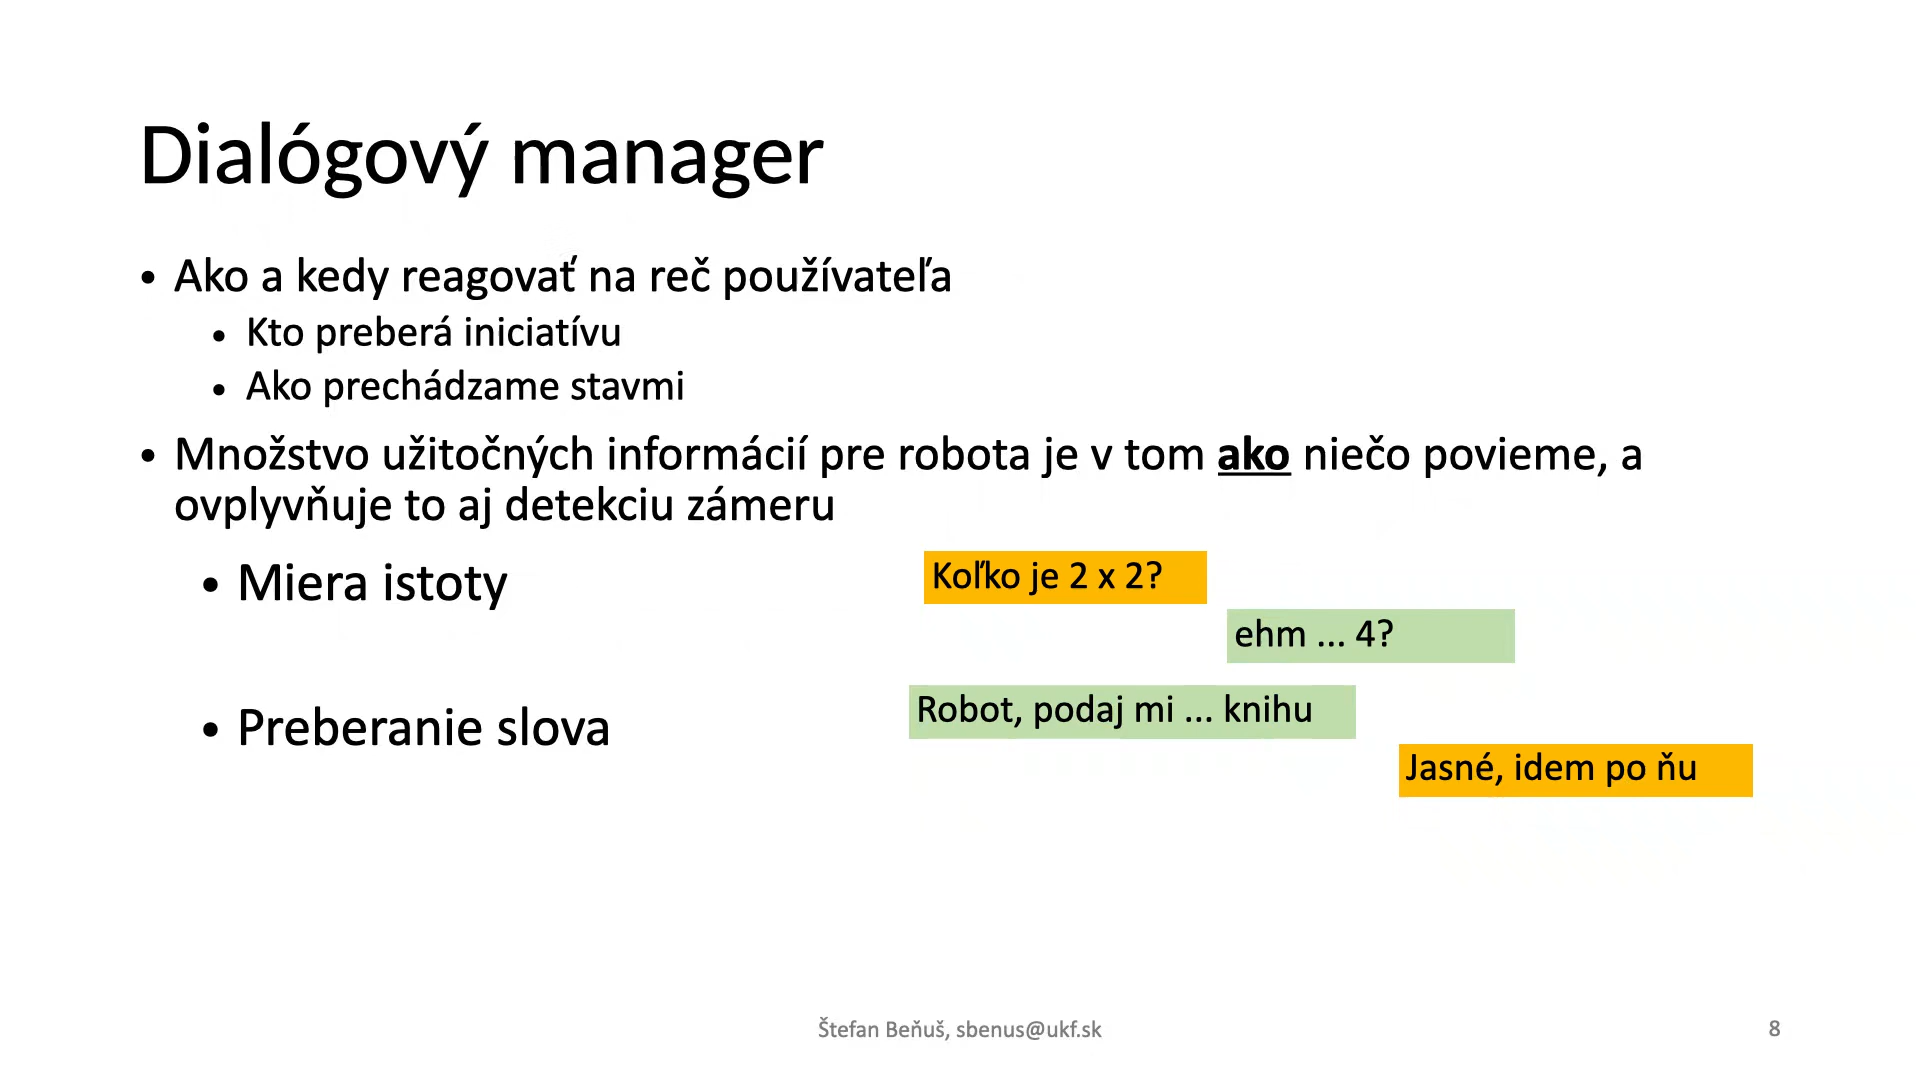 Dialógový manager
• Ako a kedy reagovať na reč používateľa
• Kto preberá iniciatívu
• Ako prechádzame stavmi
• Množstvo užitočných informácií pre robota je v tom ako niečo povieme, a
ovplyvňuje to aj detekciu zámeru
• Miera istoty
Koľko je 2 x 2?
ehm ... 4?
• Preberanie slova
Robot, podaj mi ... knihu
Jasné, idem po ňu
Štefan Beňuš, sbenus@ukf.sk
8